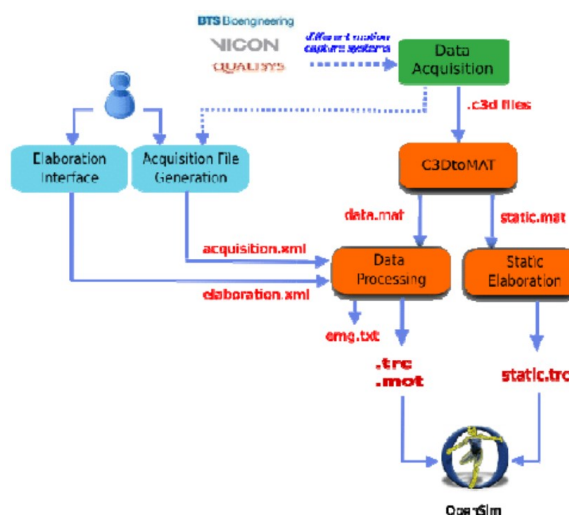 BTS Bioengineering
VICON
QUALISYS
different motion
capture systems
Data
Acquisition
.c3d files
Elaboration
Interface
Acquisition File
Generation
C3DtoMAT
data.mat
static.mat
acquisition.xml
elaboration.xml
Data
Processing
Static
Elaboration
emg.txt
.trc
.mot
static.trc
OpenSim